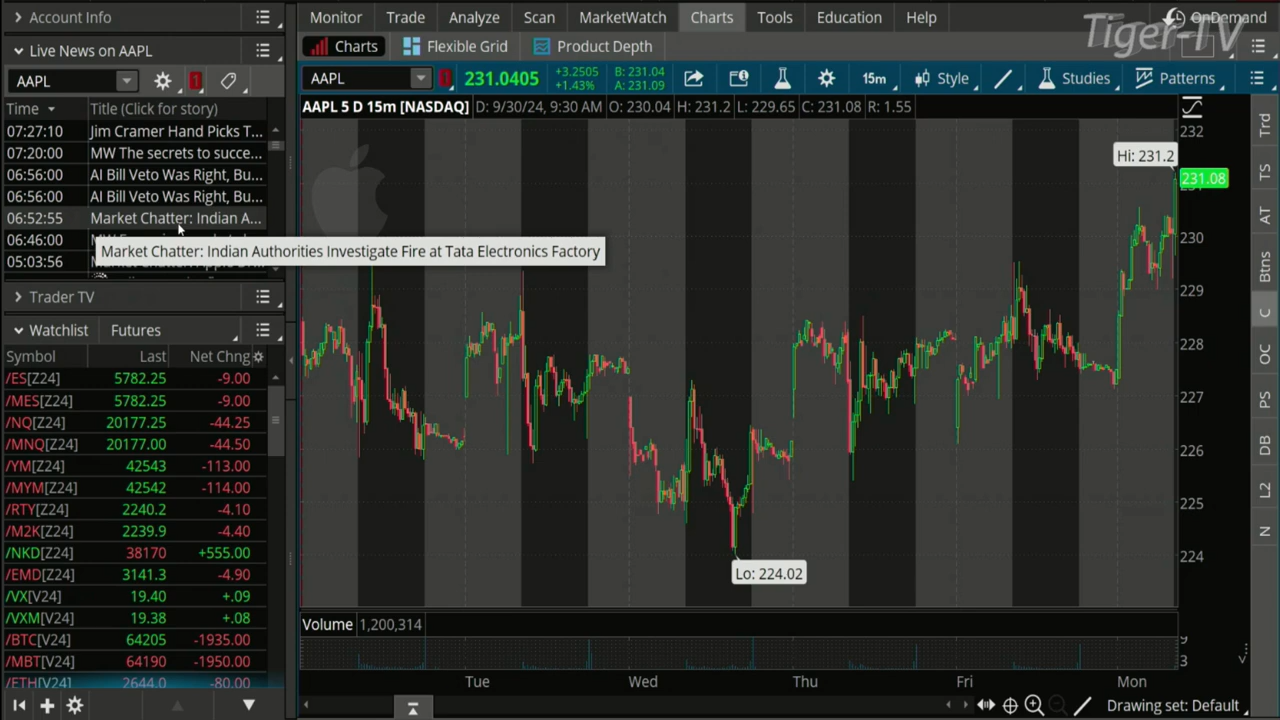 Account Info
Monitor Trade Analyze Scan MarketWatch Charts Tools Education Help
OnDemand
Tiger-TV
Live News on AAPL
Charts Flexible Grid Product Depth
AAPL
AAPL 231.0405 +3.2505 +1.43% B: 231.04 A: 231.09 15m Style Studies Patterns
Time Title (Click for story)
AAPL 5 D 15m [NASDAQ] D: 9/30/24, 9:30 AM O: 230.04 H: 231.2 L: 229.65 C: 231.08 R: 1.55
07:27:10 Jim Cramer Hand Picks T...
07:20:00 MW The secrets to succe...
06:56:00 AI Bill Veto Was Right, Bu...
06:56:00 AI Bill Veto Was Right, Bu...
06:52:55 Market Chatter: Indian A...
06:46:00
Market Chatter: Indian Authorities Investigate Fire at Tata Electronics Factory
05:03:56
Trader TV
Watchlist Futures
Symbol Last Net Chng
/ES[Z24] 5782.25 -9.00
/MES[Z24] 5782.25 -9.00
/NQ[Z24] 20177.25 -44.25
/MNQ[Z24] 20177.00 -44.50
/YM[Z24] 42543 -113.00
/MYM[Z24] 42542 -114.00
/RTY[Z24] 2240.2 -4.10
/M2K[Z24] 2239.9 -4.40
/NKD[Z24] 38170 +555.00
/EMD[Z24] 3141.3 -4.90
/VX[V24] 19.40 +.09
/VXM[V24] 19.38 +.08
/BTC[V24] 64205 -1935.00
/MBT[V24] 64190 -1950.00
/ETH[V24] 2644.0 -80.00
Hi: 231.2
Lo: 224.02
232
231.08
230
229
228
227
226
225
224
Volume 1,200,314
9
3
Tue Wed Thu Fri Mon
Drawing set: Default
Trd
TS
AT
Btns
C
OC
PS
DB
L2
N